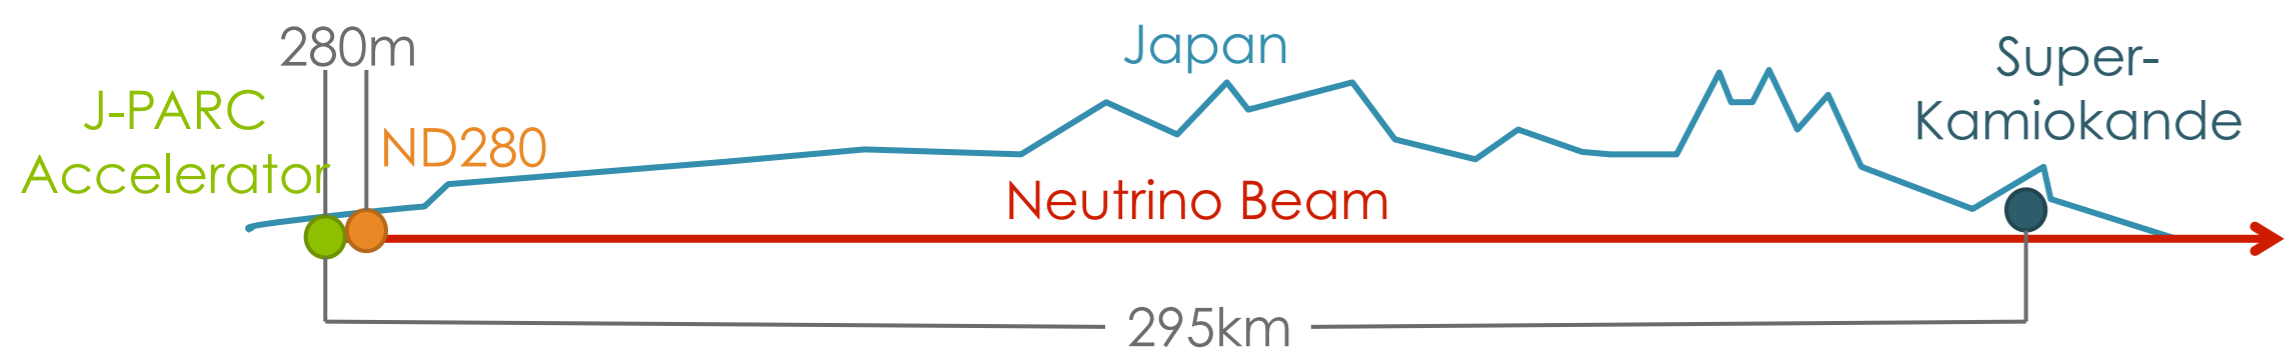 280m
J-PARC
Accelerator
ND280
Japan
Neutrino Beam
Super-
Kamiokande
295km